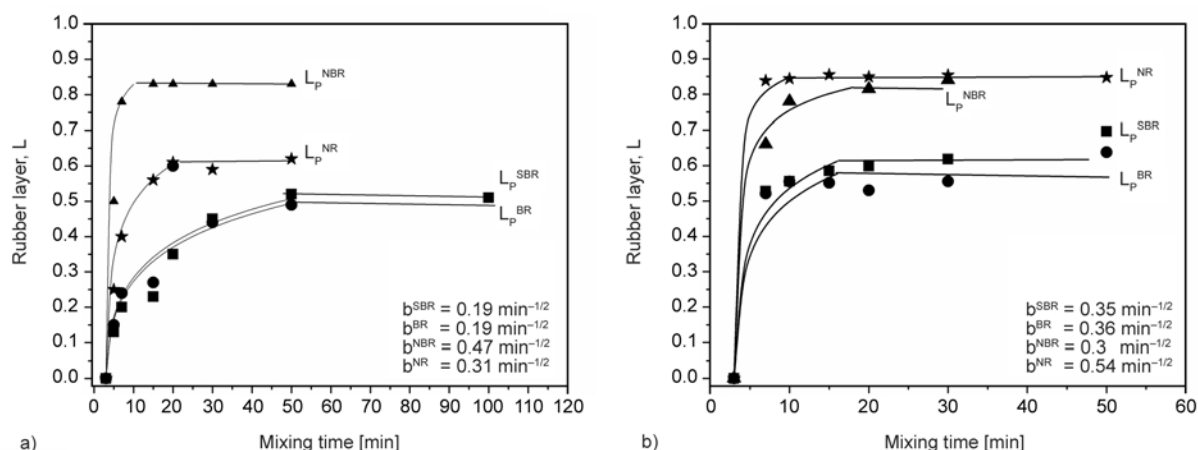 1.0
0.9
0.8
0.7
0.6
0.5
0.4
0.3
0.2
0.1
0.0
Rubber layer, L
L_P^NBR
L_P^NR
L_P^SBR
L_P^BR
b^SBR = 0.19 min^–1/2
b^BR = 0.19 min^–1/2
b^NBR = 0.47 min^–1/2
b^NR = 0.31 min^–1/2
0 10 20 30 40 50 60 70 80 90 100 110 120
a) Mixing time [min]
1.0
0.9
0.8
0.7
0.6
0.5
0.4
0.3
0.2
0.1
0.0
Rubber layer, L
L_P^NR
L_P^NBR
L_P^SBR
L_P^BR
b^SBR = 0.35 min^–1/2
b^BR = 0.36 min^–1/2
b^NBR = 0.3 min^–1/2
b^NR = 0.54 min^–1/2
0 10 20 30 40 50 60
b) Mixing time [min]